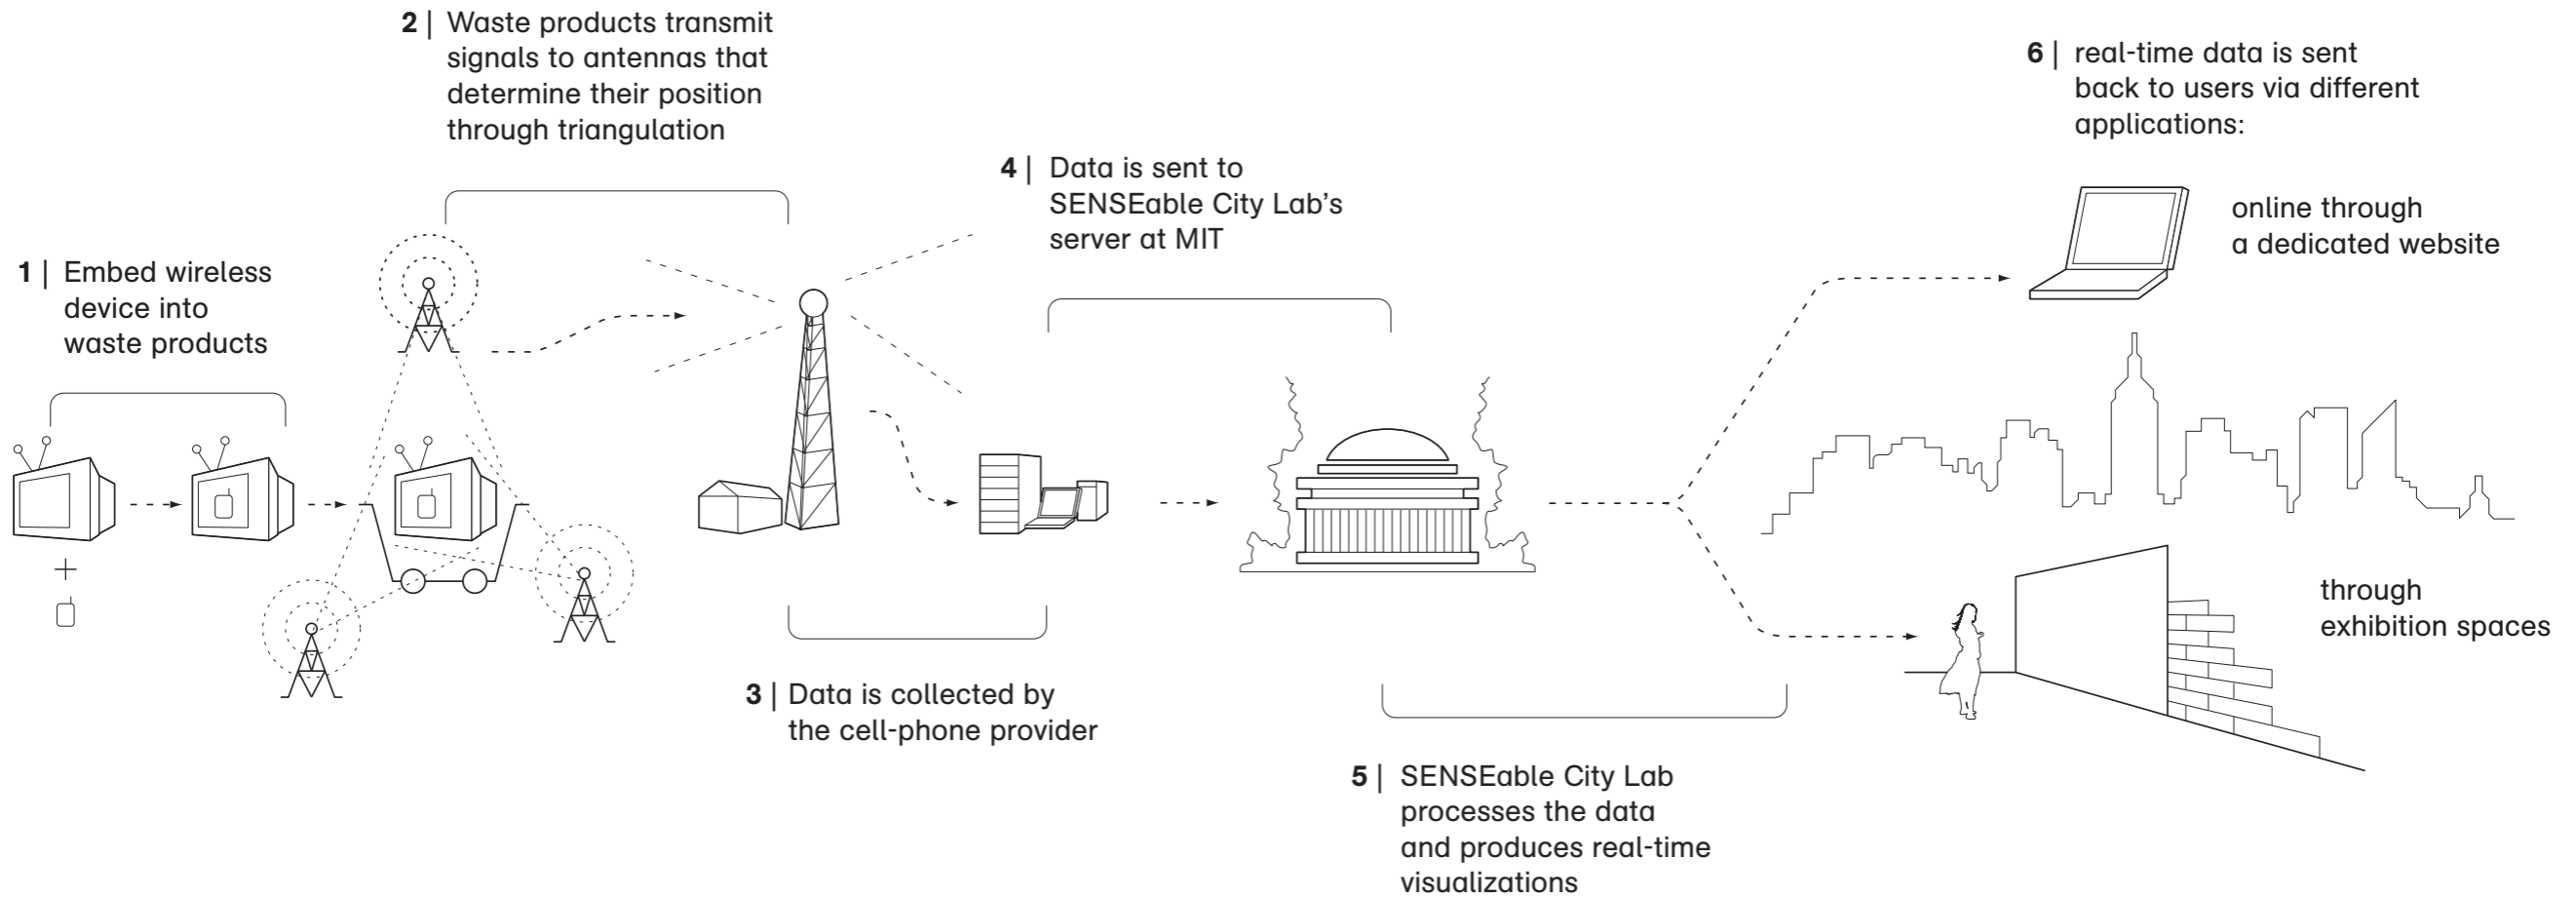 1 | Embed wireless
device into
waste products
2 | Waste products transmit
signals to antennas that
determine their position
through triangulation
3 | Data is collected by
the cell-phone provider
4 | Data is sent to
SENSEable City Lab’s
server at MIT
5 | SENSEable City Lab
processes the data
and produces real-time
visualizations
6 | real-time data is sent
back to users via different
applications:
online through
a dedicated website
through
exhibition spaces